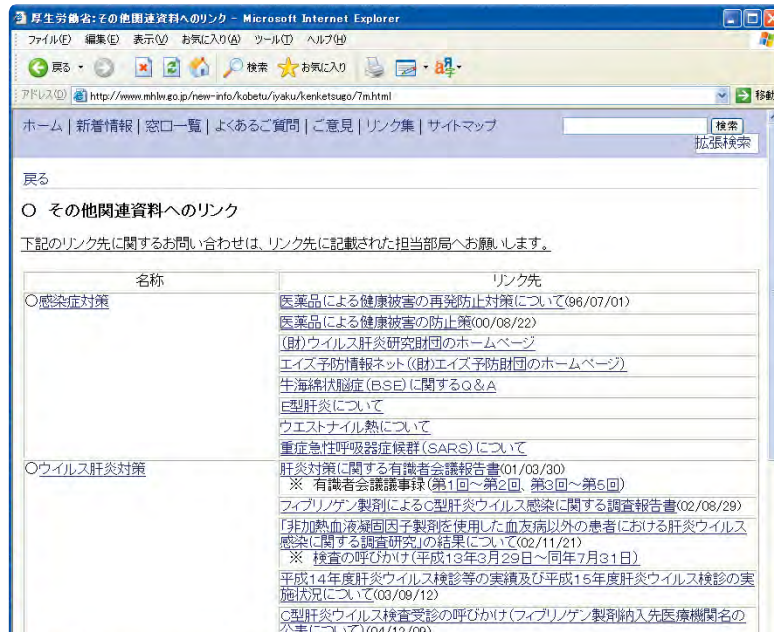 厚生労働省:その他関連資料へのリンク - Microsoft Internet Explorer
ファイル(F) 編集(E) 表示(V) お気に入り(A) ツール(T) ヘルプ(H)
戻る 検索 お気に入り
アドレス(D) http://www.mhlw.go.jp/new-info/kobetu/iyaku/kenketsugo/7m.html 移動
ホーム | 新着情報 | 窓口一覧 | よくあるご質問 | ご意見 | リンク集 | サイトマップ 検索
拡張検索
戻る
○ その他関連資料へのリンク
下記のリンク先に関するお問い合わせは、リンク先に記載された担当部局へお願いします。
名称 リンク先
○感染症対策 医薬品による健康被害の再発防止対策について(96/07/01)
医薬品による健康被害の防止策(00/08/22)
(財)ウイルス肝炎研究財団のホームページ
エイズ予防情報ネット((財)エイズ予防財団のホームページ)
牛海綿状脳症(BSE)に関するQ&A
E型肝炎について
ウエストナイル熱について
重症急性呼吸器症候群(SARS)について
○ウイルス肝炎対策 肝炎対策に関する有識者会議報告書(01/03/30)
※ 有識者会議議事録(第1回~第2回、第3回~第5回)
フィブリノゲン製剤によるC型肝炎ウイルス感染に関する調査報告書(02/08/29)
「非加熱血液凝固因子製剤を使用した血友病以外の患者における肝炎ウイルス
感染に関する調査研究」の結果について(02/11/21)
※ 検査の呼びかけ(平成13年3月29日~同年7月31日)
平成14年度肝炎ウイルス検診等の実績及び平成15年度肝炎ウイルス検診の実
施状況について(03/09/12)
C型肝炎ウイルス検査受診の呼びかけ(フィブリノゲン製剤納入先医療機関名の
公表について)(04/12/09)